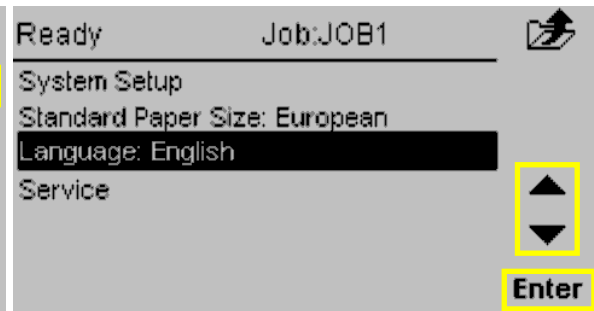 Ready Job:JOB1
System Setup
Standard Paper Size: European
Language: English
Service
Enter